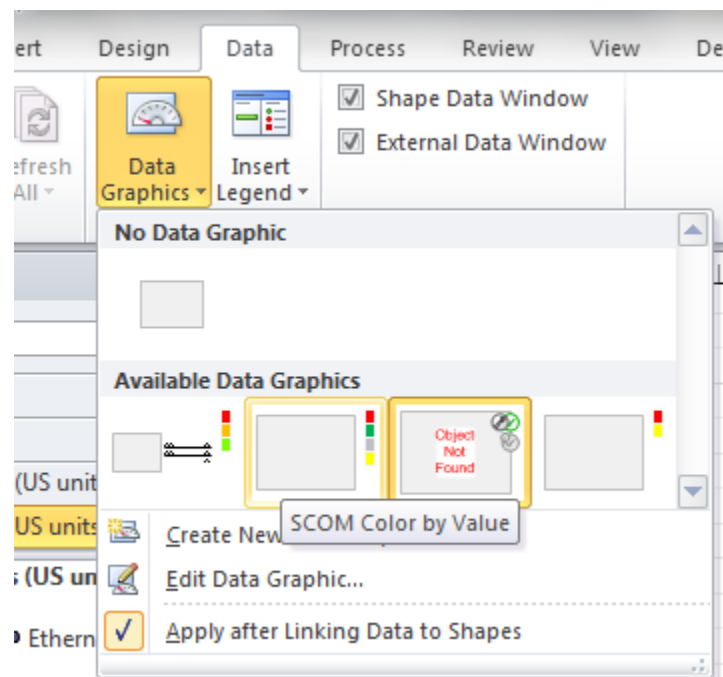 ert Design Data Process Review View De
efresh
All
Data
Graphics
Insert
Legend
Shape Data Window
External Data Window
No Data Graphic
Available Data Graphics
Object
Not
Found
(US unit
US units
SCOM Color by Value
Create New
Edit Data Graphic...
s (US un
Apply after Linking Data to Shapes
Ethern